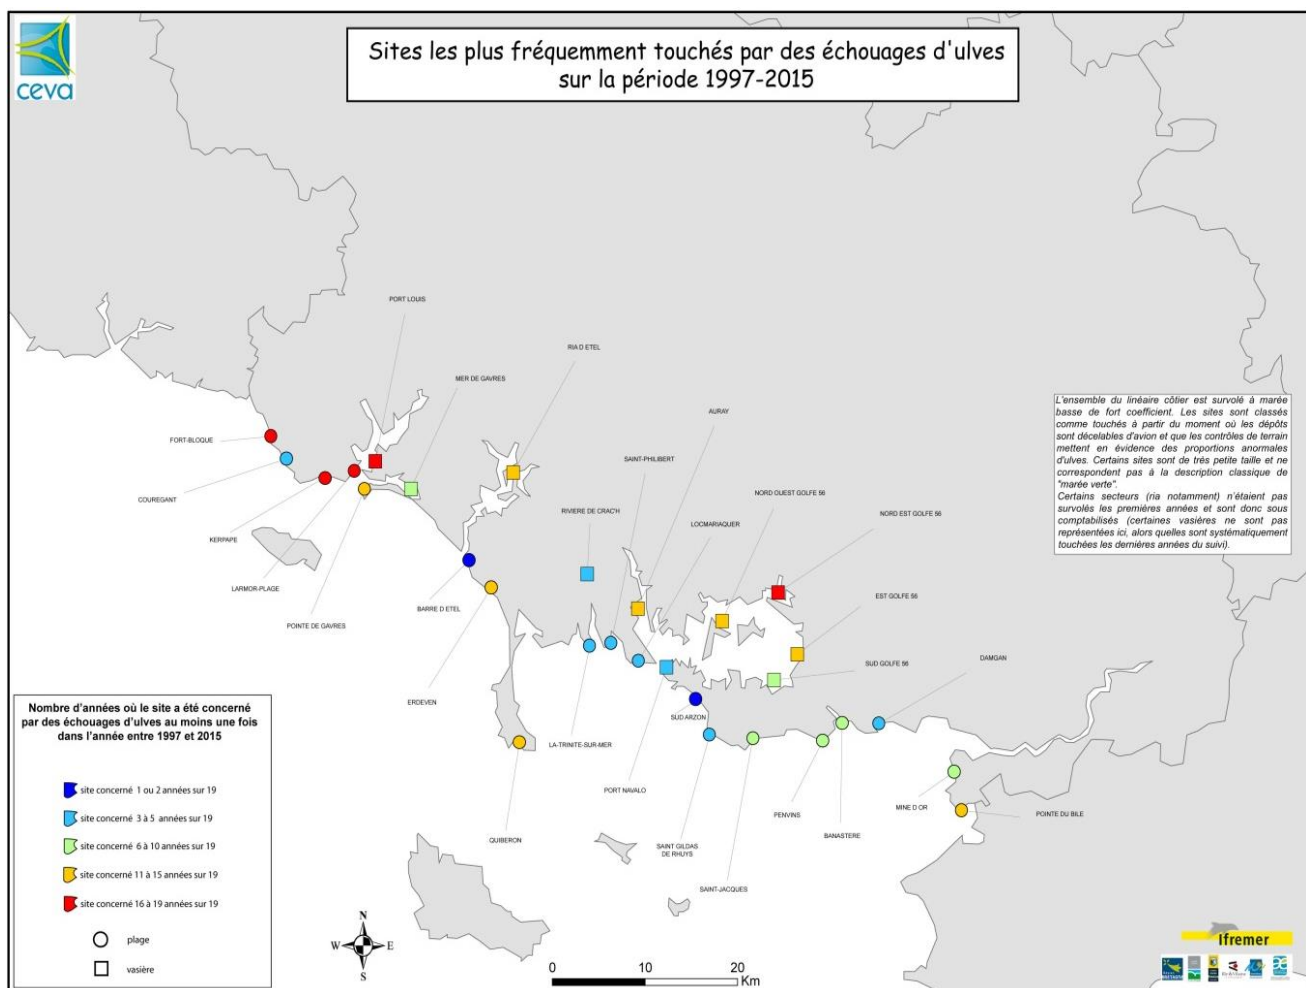 ceva
Sites les plus fréquemment touchés par des échouages d'ulves
sur la période 1997-2015
PORT LOUIS
RIA D ETEL
MER DE GAVRES
AURAY
FORT-BLOQUE
SAINT-PHILIBERT
NORD OUEST GOLFE 56
COUREGANT
RIVIERE DE CRAC'H
LOCMARIAQUER
NORD EST GOLFE 56
KERPAPE
LARMOR-PLAGE
BARRE D ETEL
EST GOLFE 56
POINTE DE GAVRES
SUD GOLFE 56
DAMGAN
ERDEVEN
SUD ARZON
LA-TRINITE-SUR-MER
PORT NAVALO
MINE D OR
POINTE DU BILE
PENVINS
BANASTERE
QUIBERON
SAINT GILDAS
DE RHUYS
SAINT-JACQUES
L'ensemble du linéaire côtier est survolé à marée
basse de fort coefficient. Les sites sont classés
comme touchés à partir du moment où les dépôts
sont décelables d'avion et que les contrôles de terrain
mettent en évidence des proportions anormales
d'ulves. Certains sites sont de très petite taille et ne
correspondent pas à la description classique de
"marée verte".
Certains secteurs (ria notamment) n'étaient pas
survolés les premières années et sont donc sous
comptabilisés (certaines vasières ne sont pas
représentées ici, alors quelles sont systématiquement
touchées les dernières années du suivi).
Nombre d'années où le site a été concerné
par des échouages d'ulves au moins une fois
dans l'année entre 1997 et 2015
site concerné 1 ou 2 années sur 19
site concerné 3 à 5 années sur 19
site concerné 6 à 10 années sur 19
site concerné 11 à 15 années sur 19
site concerné 16 à 19 années sur 19
plage
vasière
N
W E
S
0 10 20
Km
Ifremer